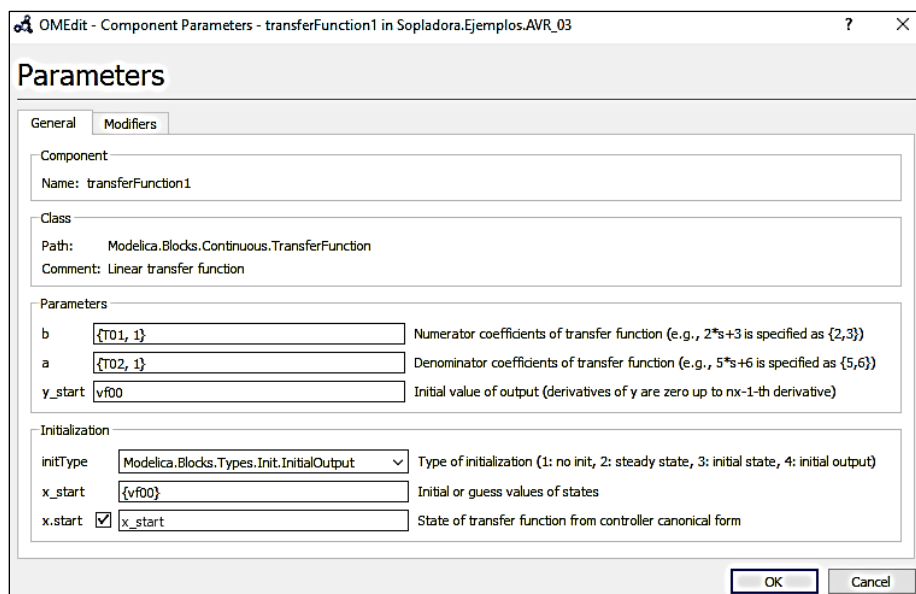 OMEdit - Component Parameters - transferFunction1 in Sopladora.Ejemplos.AVR_03 ? X
Parameters
General Modifiers
Component
Name: transferFunction1
Class
Path: Modelica.Blocks.Continuous.TransferFunction
Comment: Linear transfer function
Parameters
b {T01, 1} Numerator coefficients of transfer function (e.g., 2*s+3 is specified as {2,3})
a {T02, 1} Denominator coefficients of transfer function (e.g., 5*s+6 is specified as {5,6})
y_start vf00 Initial value of output (derivatives of y are zero up to nx-1-th derivative)
Initialization
initType Modelica.Blocks.Types.Init.InitialOutput Type of initialization (1: no init, 2: steady state, 3: initial state, 4: initial output)
x_start {vf00} Initial or guess values of states
x.start x_start State of transfer function from controller canonical form
OK Cancel